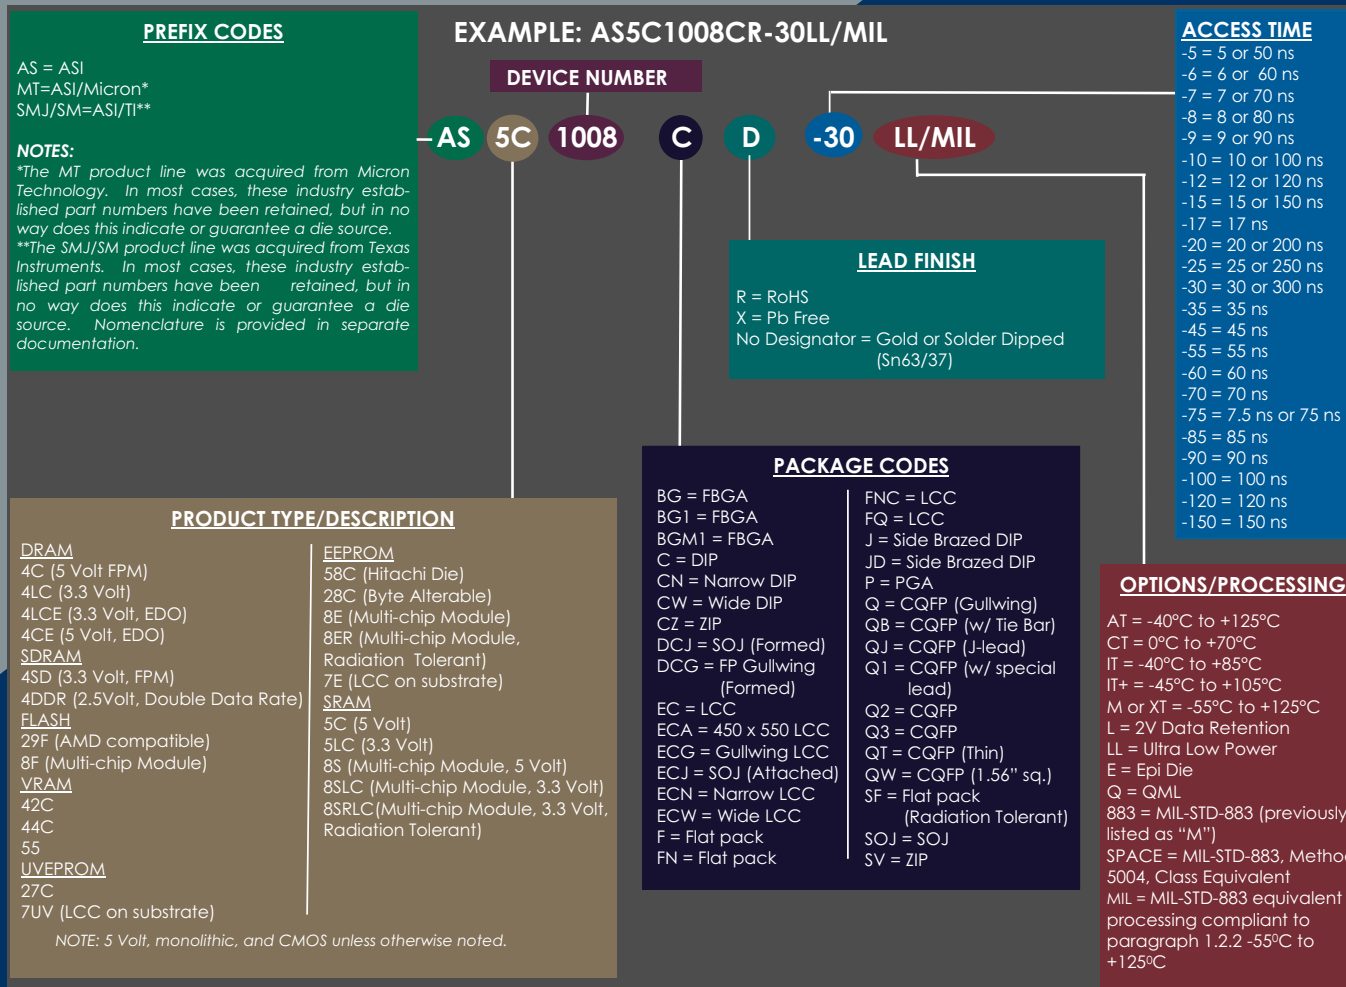 PREFIX CODES
AS = ASI
MT=ASI/Micron*
SMJ/SM=ASI/TI**
NOTES:
*The MT product line was acquired from Micron
Technology. In most cases, these industry estab-
lished part numbers have been retained, but in no
way does this indicate or guarantee a die source.
**The SMJ/SM product line was acquired from Texas
Instruments. In most cases, these industry estab-
lished part numbers have been retained, but in
no way does this indicate or guarantee a die
source. Nomenclature is provided in separate
documentation.
EXAMPLE: AS5C1008CR-30LL/MIL
DEVICE NUMBER
AS 5C 1008 C D -30 LL/MIL
LEAD FINISH
R = RoHS
X = Pb Free
No Designator = Gold or Solder Dipped
(Sn63/37)
ACCESS TIME
-5 = 5 or 50 ns
-6 = 6 or 60 ns
-7 = 7 or 70 ns
-8 = 8 or 80 ns
-9 = 9 or 90 ns
-10 = 10 or 100 ns
-12 = 12 or 120 ns
-15 = 15 or 150 ns
-17 = 17 ns
-20 = 20 or 200 ns
-25 = 25 or 250 ns
-30 = 30 or 300 ns
-35 = 35 ns
-45 = 45 ns
-55 = 55 ns
-60 = 60 ns
-70 = 70 ns
-75 = 7.5 ns or 75 ns
-85 = 85 ns
-90 = 90 ns
-100 = 100 ns
-120 = 120 ns
-150 = 150 ns
PRODUCT TYPE/DESCRIPTION
DRAM
4C (5 Volt FPM)
4LC (3.3 Volt)
4LCE (3.3 Volt, EDO)
4CE (5 Volt, EDO)
SDRAM
4SD (3.3 Volt, FPM)
4DDR (2.5Volt, Double Data Rate)
FLASH
29F (AMD compatible)
8F (Multi-chip Module)
VRAM
42C
44C
55
UVEPROM
27C
7UV (LCC on substrate)
EEPROM
58C (Hitachi Die)
28C (Byte Alterable)
8E (Multi-chip Module)
8ER (Multi-chip Module,
Radiation Tolerant)
7E (LCC on substrate)
SRAM
5C (5 Volt)
5LC (3.3 Volt)
8S (Multi-chip Module, 5 Volt)
8SLC (Multi-chip Module, 3.3 Volt)
8SRLC(Multi-chip Module, 3.3 Volt,
Radiation Tolerant)
NOTE: 5 Volt, monolithic, and CMOS unless otherwise noted.
PACKAGE CODES
BG = FBGA
BG1 = FBGA
BGM1 = FBGA
C = DIP
CN = Narrow DIP
CW = Wide DIP
CZ = ZIP
DCJ = SOJ (Formed)
DCG = FP Gullwing
(Formed)
EC = LCC
ECA = 450 x 550 LCC
ECG = Gullwing LCC
ECJ = SOJ (Attached)
ECN = Narrow LCC
ECW = Wide LCC
F = Flat pack
FN = Flat pack
FNC = LCC
FQ = LCC
J = Side Brazed DIP
JD = Side Brazed DIP
P = PGA
Q = CQFP (Gullwing)
QB = CQFP (w/ Tie Bar)
QJ = CQFP (J-lead)
Q1 = CQFP (w/ special
lead)
Q2 = CQFP
Q3 = CQFP
QT = CQFP (Thin)
QW = CQFP (1.56" sq.)
SF = Flat pack
(Radiation Tolerant)
SOJ = SOJ
SV = ZIP
OPTIONS/PROCESSING
AT = -40°C to +125°C
CT = 0°C to +70°C
IT = -40°C to +85°C
IT+ = -45°C to +105°C
M or XT = -55°C to +125°C
L = 2V Data Retention
LL = Ultra Low Power
E = Epi Die
Q = QML
883 = MIL-STD-883 (previously
listed as “M”)
SPACE = MIL-STD-883,
5004, Class Equivalent
MIL = MIL-STD-883 equivalent
processing compliant to
paragraph 1.2.2 -55⁰C to
+125⁰C